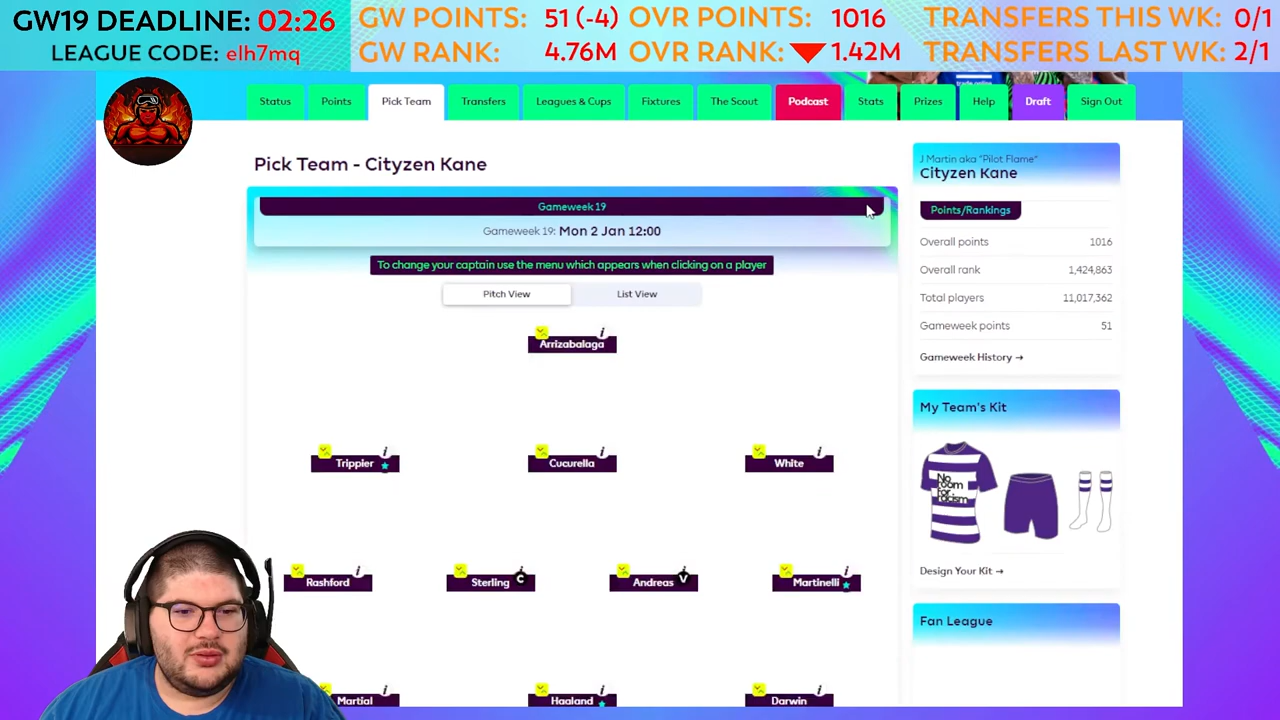 GW19 DEADLINE: 02:26
LEAGUE CODE: elh7mq
GW POINTS: 51 (-4) OVR POINTS: 1016
GW RANK: 4.76M OVR RANK: 1.42M
TRANSFERS THIS WK: 0/1
TRANSFERS LAST WK: 2/1
Status Points Pick Team Transfers Leagues & Cups Fixtures The Scout Podcast Stats Prizes Help Draft Sign Out
Pick Team - Cityzen Kane
Gameweek 19
Gameweek 19: Mon 2 Jan 12:00
To change your captain use the menu which appears when clicking on a player
Pitch View List View
Arrizabalaga
Trippier Cucurella White
Rashford Sterling C Andreas V Martinelli
Martial Haaland Darwin
J Martin aka "Pilot Flame"
Cityzen Kane
Points/Rankings
Overall points 1016
Overall rank 1,424,863
Total players 11,017,362
Gameweek points 51
Gameweek History →
My Team's Kit
No
Room
For
Racism
Design Your Kit →
Fan League